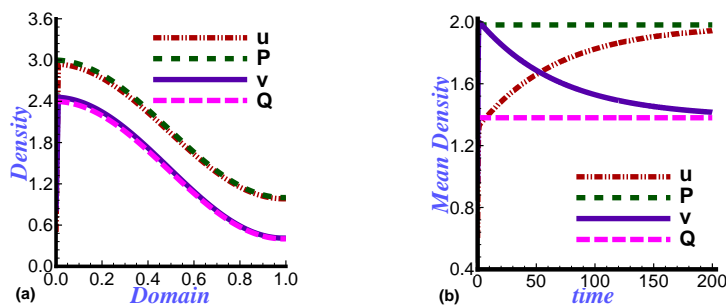 3.6
3.0
2.4
1.8
1.2
0.6
0.0
Density
u
P
v
Q
0.0 0.2 0.4 0.6 0.8 1.0
(a) Domain
2.0
1.6
1.2
0.8
0.4
Mean Density
u
P
v
Q
0 50 100 150 200
(b) time